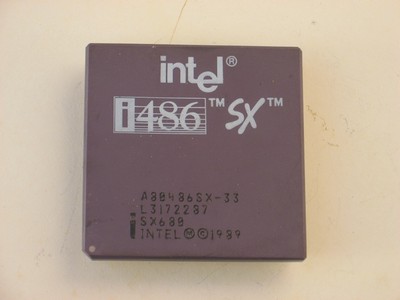 intel®
i486™ SX™
A80486SX-33
L3172287
SX680
i INTEL Ⓜ©1989